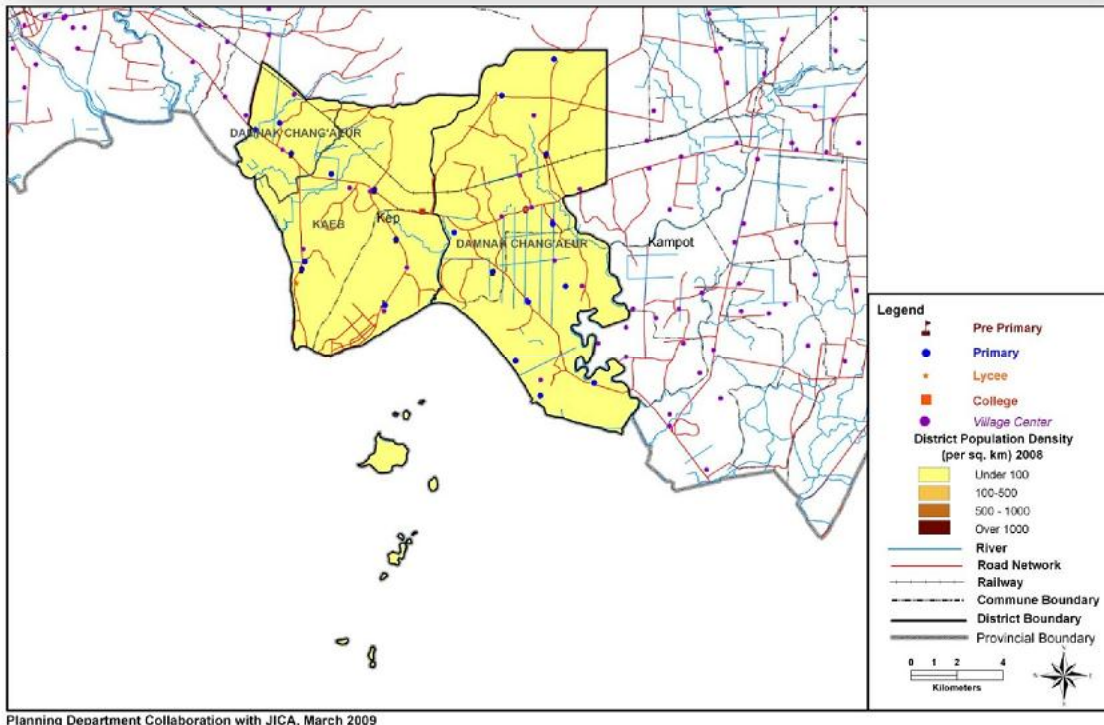 DAMNAK CHANG'AEUR
KAEB
Kep
DAMNAK CHANG'AEUR
Kampot
Legend
Pre Primary
Primary
Lycee
College
Village Center
District Population Density
(per sq. km) 2008
Under 100
100-500
500 - 1000
Over 1000
River
Road Network
Railway
Commune Boundary
District Boundary
Provincial Boundary
0 1 2 4
Kilometers
Planning Department Collaboration with JICA, March 2009